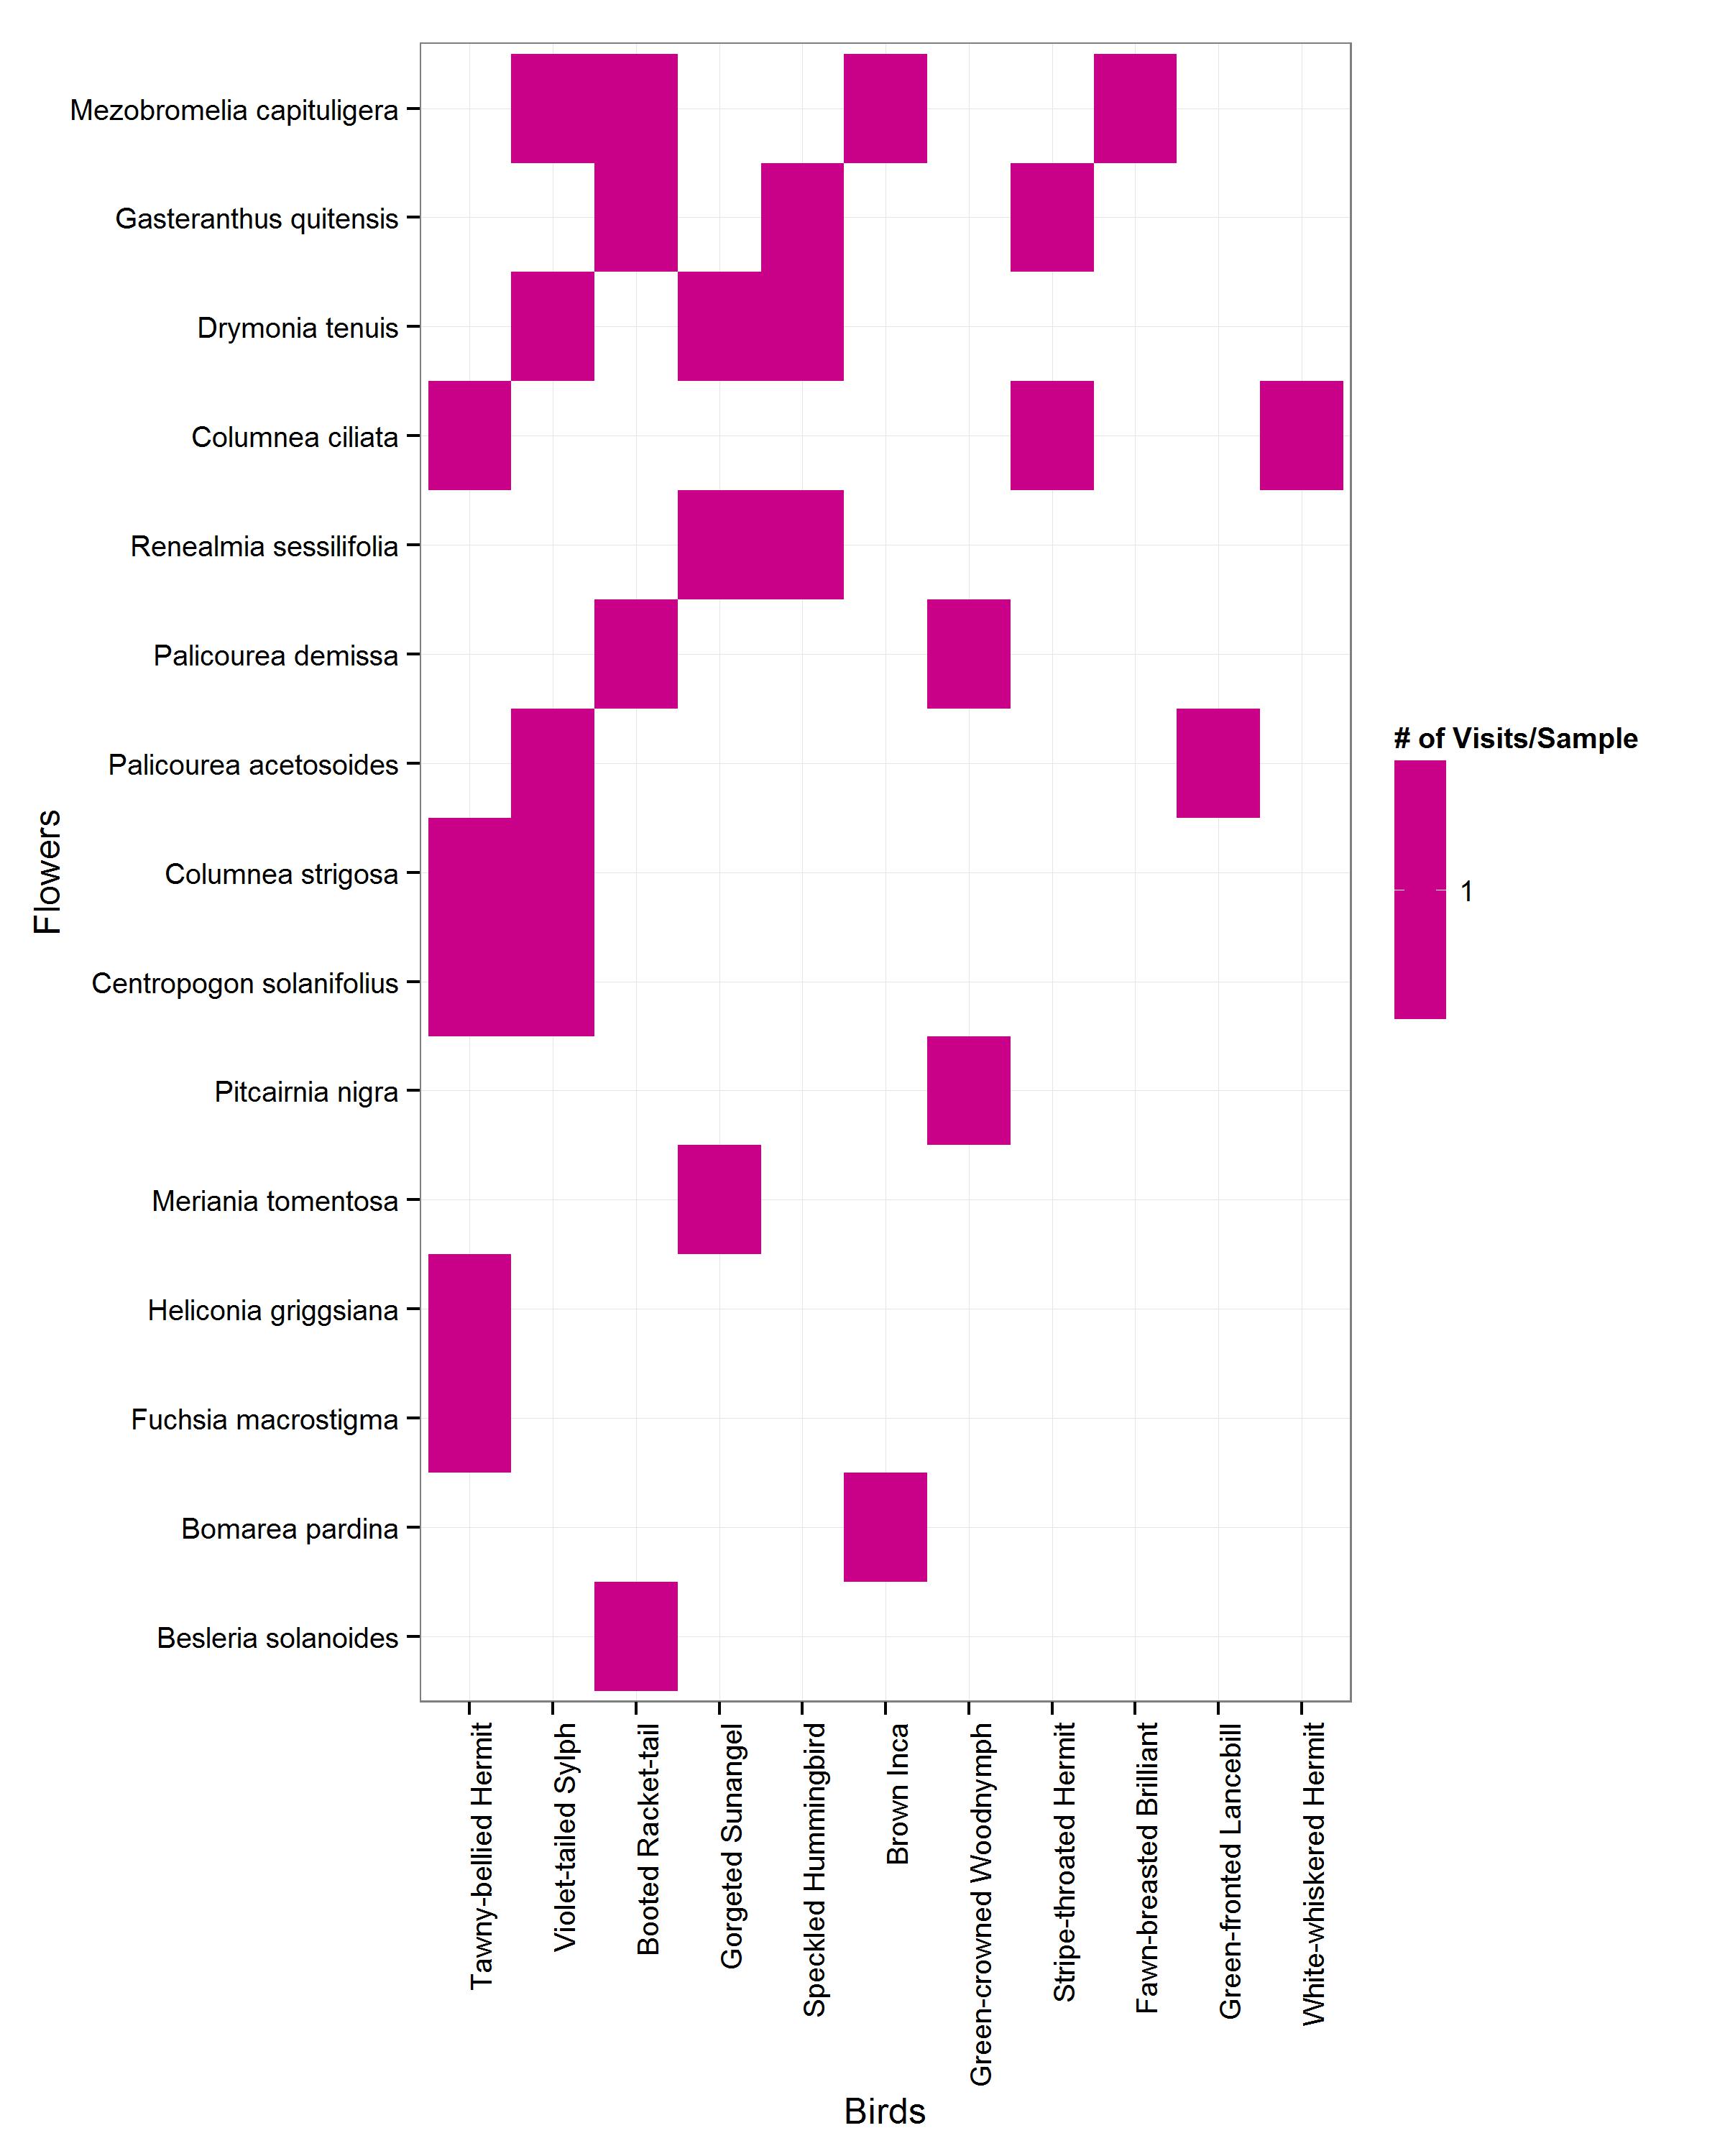 Mezobromelia capituligera
Gasteranthus quitensis
Drymonia tenuis
Columnea ciliata
Renealmia sessilifolia
Palicourea demissa
Palicourea acetosoides
Columnea strigosa
Centropogon solanifolius
Pitcairnia nigra
Meriania tomentosa
Heliconia griggsiana
Fuchsia macrostigma
Bomarea pardina
Besleria solanoides
Flowers
Tawny-bellied Hermit
Violet-tailed Sylph
Booted Racket-tail
Gorgeted Sunangel
Speckled Hummingbird
Brown Inca
Green-crowned Woodnymph
Stripe-throated Hermit
Fawn-breasted Brilliant
Green-fronted Lancebill
White-whiskered Hermit
Birds
# of Visits/Sample
1